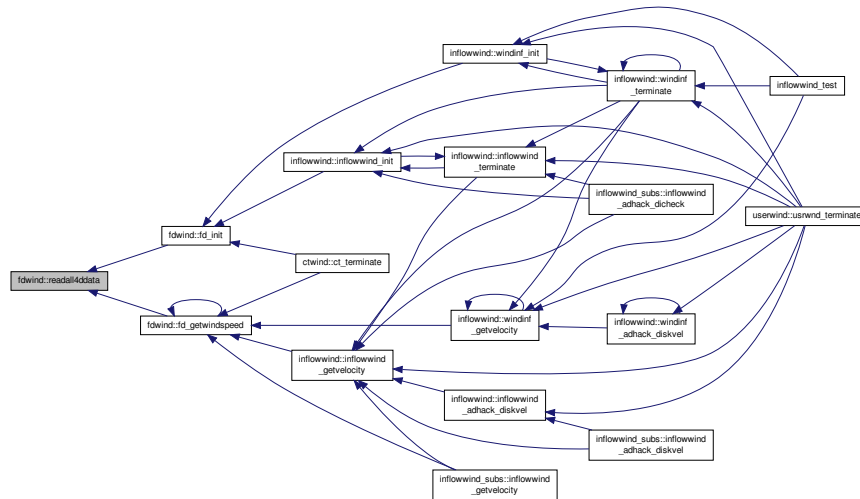 inflowwind::windinf_init
inflowwind::windinf
_terminate
inflowwind_test
inflowwind::inflowwind_init
inflowwind::inflowwind
_terminate
inflowwind_subs::inflowwind
_adhack_dicheck
userwind::usrwnd_terminate
fdwind::fd_init
ctwind::ct_terminate
fdwind::readall4ddata
fdwind::fd_getwindspeed
inflowwind::windinf
_getvelocity
inflowwind::windinf
_adhack_diskvel
inflowwind::inflowwind
_getvelocity
inflowwind::inflowwind
_adhack_diskvel
inflowwind_subs::inflowwind
_adhack_diskvel
inflowwind_subs::inflowwind
_getvelocity